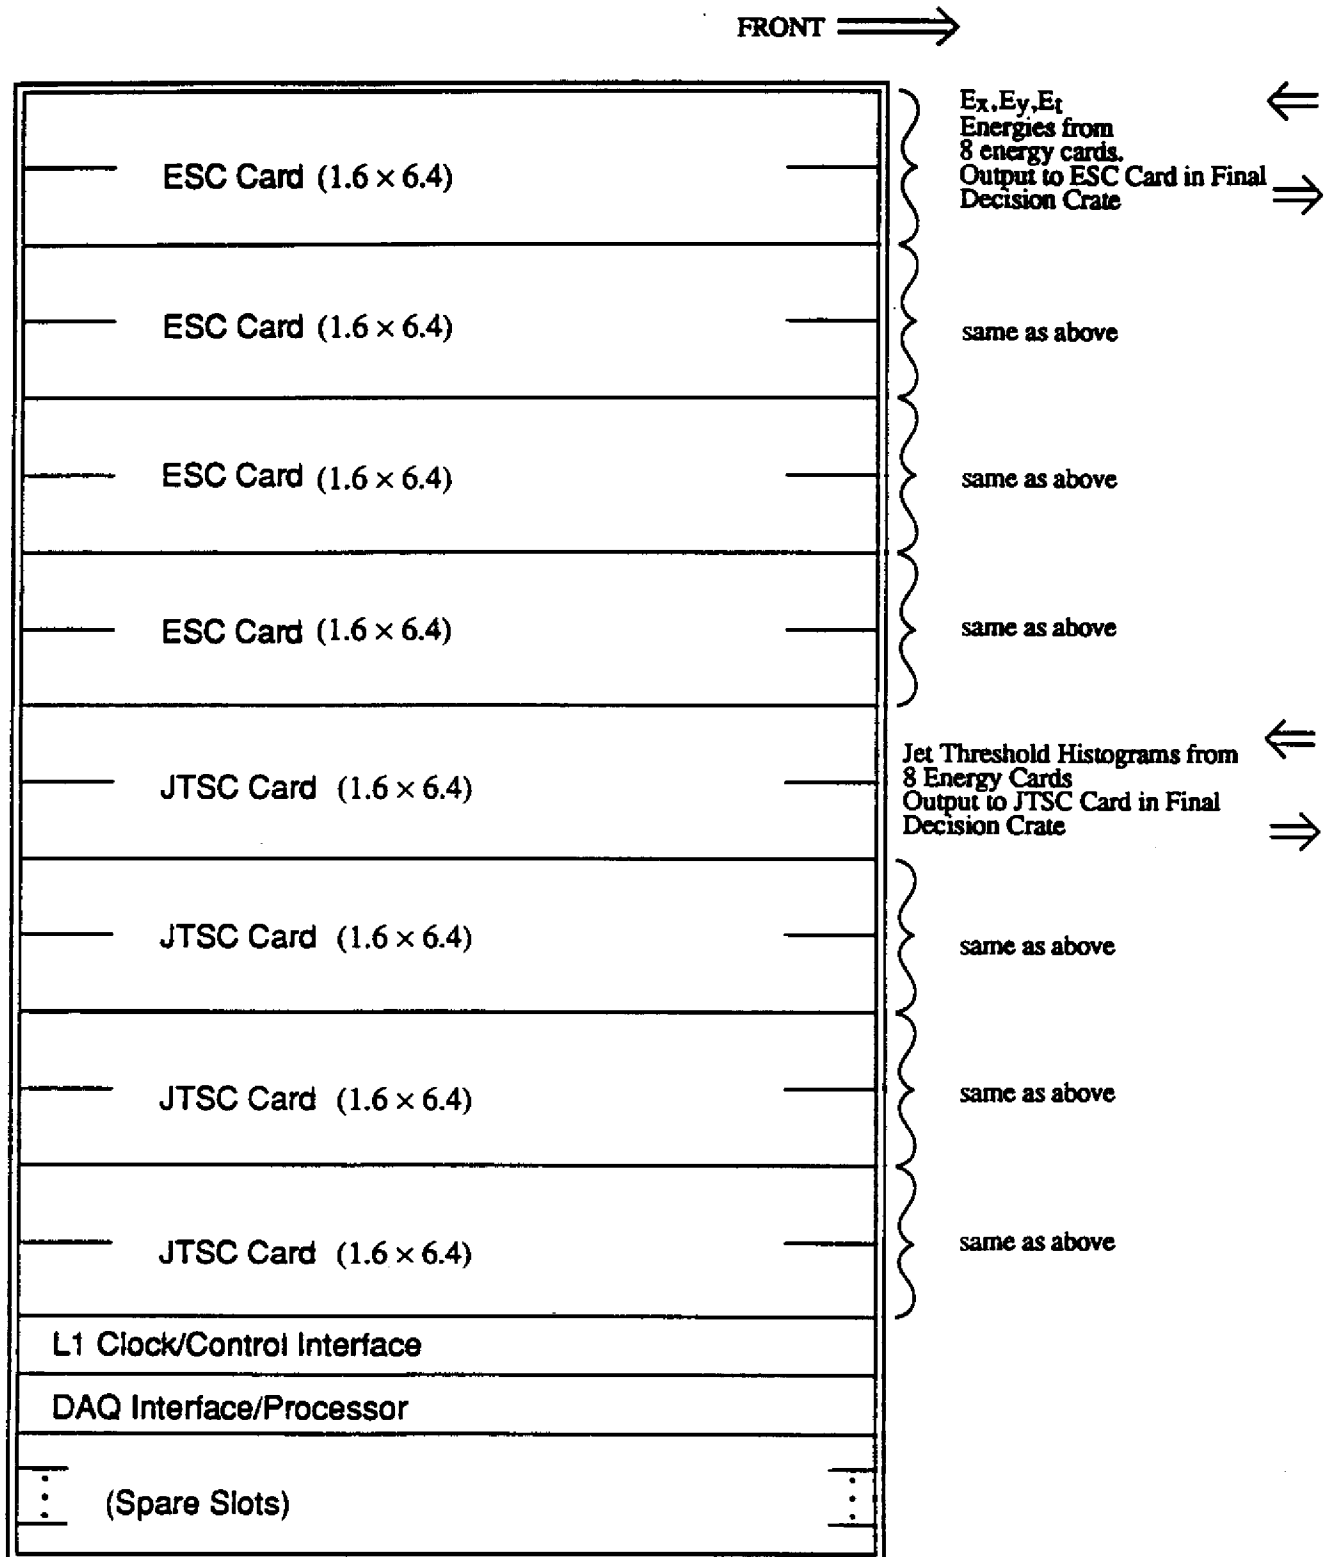 FRONT
ESC Card (1.6 × 6.4)
Ex,Ey,Et
Energies from
8 energy cards.
Output to ESC Card in Final
Decision Crate
ESC Card (1.6 × 6.4)
same as above
ESC Card (1.6 × 6.4)
same as above
ESC Card (1.6 × 6.4)
same as above
JTSC Card (1.6 × 6.4)
Jet Threshold Histograms from
8 Energy Cards
Output to JTSC Card in Final
Decision Crate
JTSC Card (1.6 × 6.4)
same as above
JTSC Card (1.6 × 6.4)
same as above
JTSC Card (1.6 × 6.4)
same as above
L1 Clock/Control Interface
DAQ Interface/Processor
(Spare Slots)